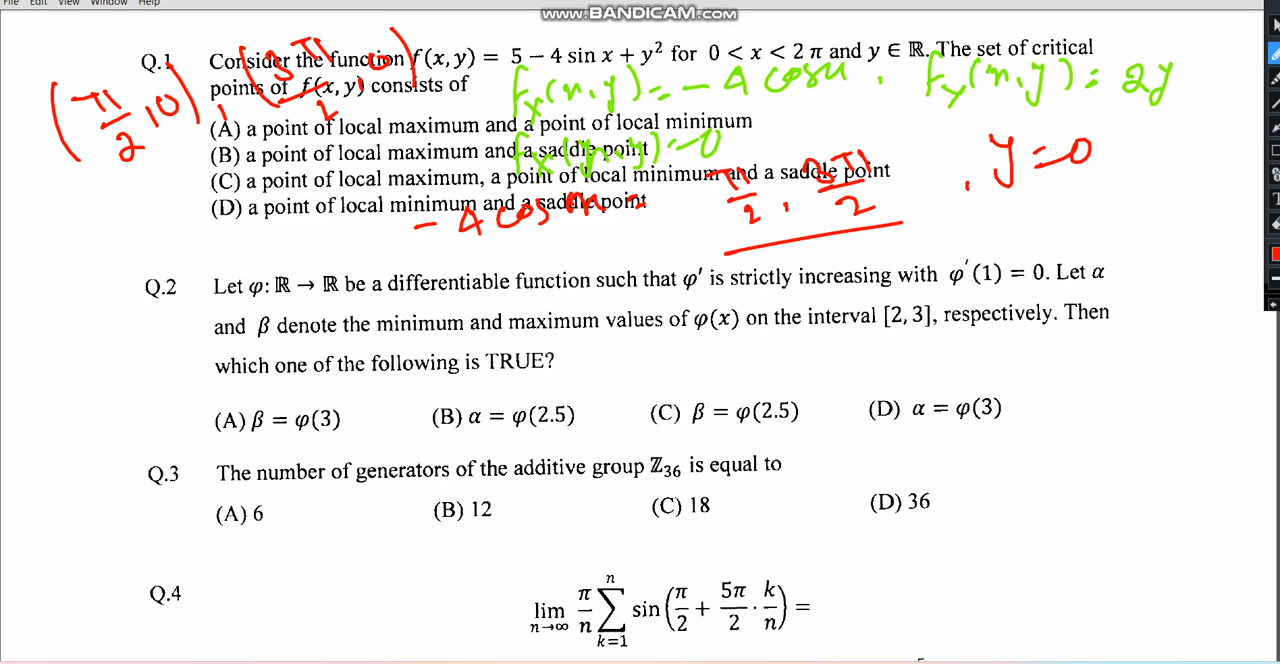 File Edit View Window Help
www.BANDICAM.com
Q.1 Consider the function f(x, y) = 5 − 4 sin x + y² for 0 < x < 2 π and y ∈ ℝ. The set of critical
points of f(x, y) consists of
(π/2, 0), (3π/2, 0)
fx(x, y) = − 4 cosx, fy(x, y) = 2y
(A) a point of local maximum and a point of local minimum
(B) a point of local maximum and a saddle point
fx(x, y) = 0
y = 0
(C) a point of local maximum, a point of local minimum and a saddle point
(D) a point of local minimum and a saddle point
− 4 cosx =
π/2, 3π/2
Q.2 Let φ: ℝ → ℝ be a differentiable function such that φ′ is strictly increasing with φ′(1) = 0. Let α
and β denote the minimum and maximum values of φ(x) on the interval [2, 3], respectively. Then
which one of the following is TRUE?
(A) β = φ(3) (B) α = φ(2.5) (C) β = φ(2.5) (D) α = φ(3)
Q.3 The number of generators of the additive group ℤ₃₆ is equal to
(A) 6 (B) 12 (C) 18 (D) 36
Q.4
lim n→∞ π/n ∑ k=1 n sin(π/2 + 5π/2 · k/n) =